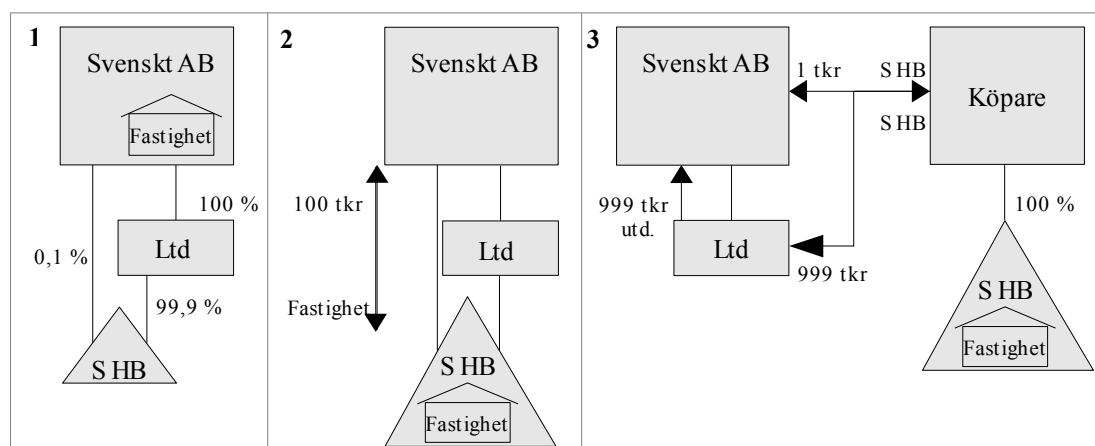 1
Svenskt AB
Fastighet
100 %
Ltd
0,1 %
99,9 %
S HB
2
Svenskt AB
100 tkr
Ltd
Fastighet
S HB
Fastighet
3
Svenskt AB
1 tkr
S HB
S HB
Köpare
999 tkr
utd.
Ltd
999 tkr
100 %
S HB
Fastighet